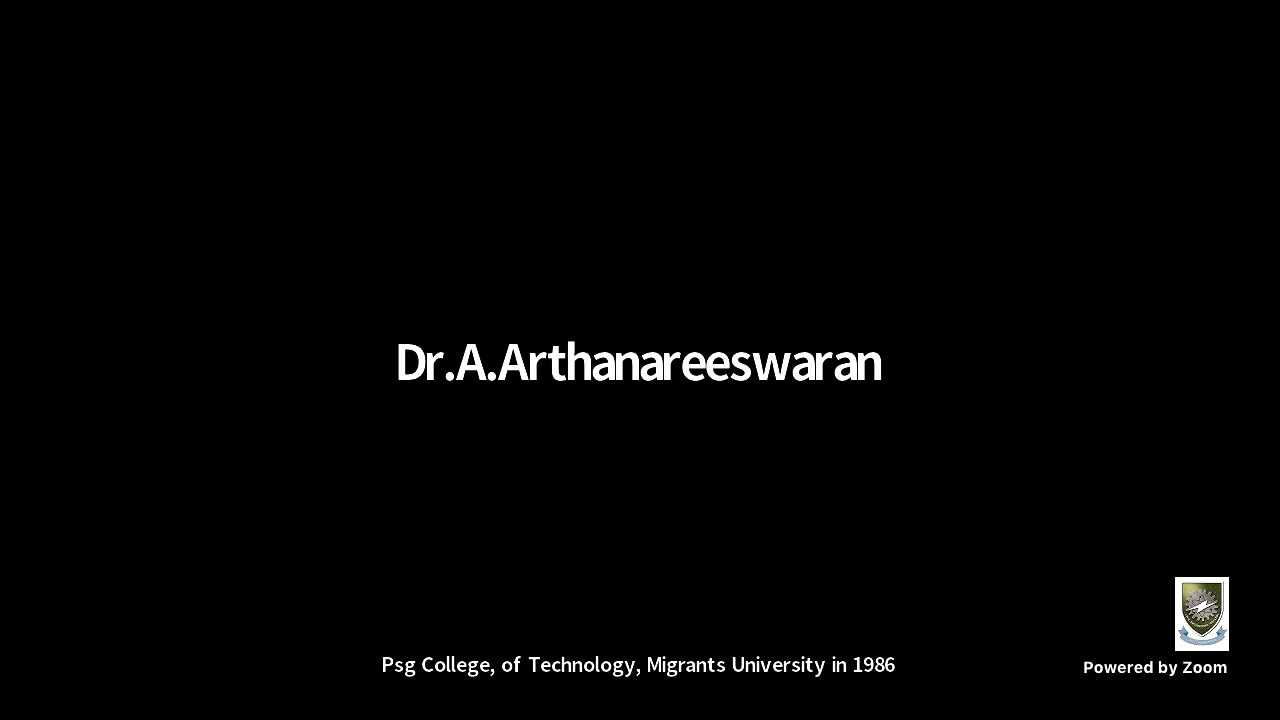 Dr.A.Arthanareeswaran
Psg College, of Technology, Migrants University in 1986
Powered by Zoom